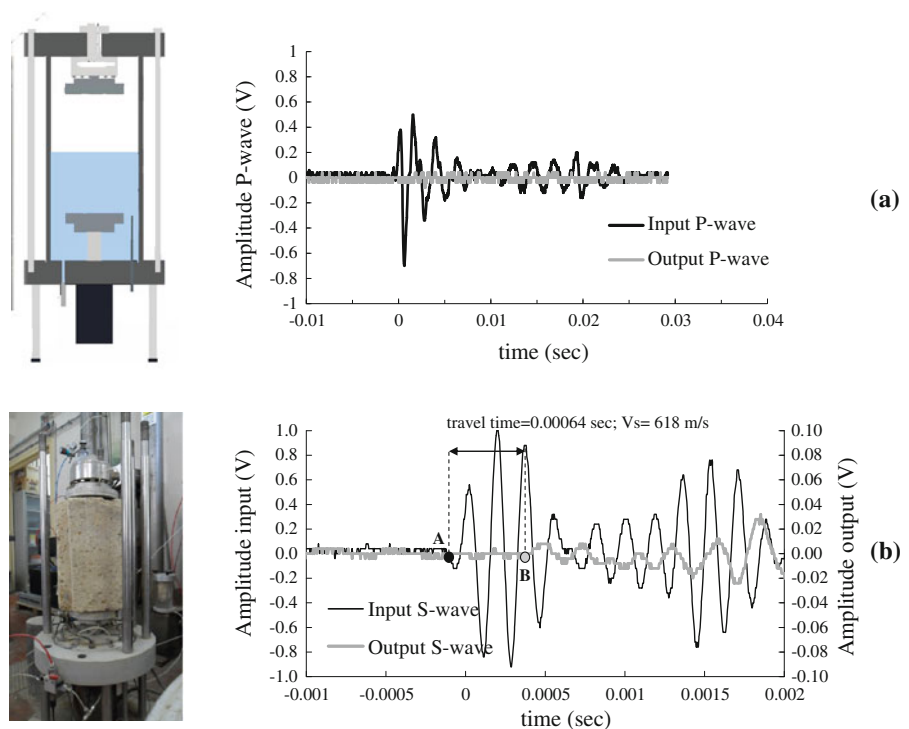 1
0.8
0.6
0.4
0.2
0
-0.2
-0.4
-0.6
-0.8
-1
Amplitude P-wave (V)
Input P-wave
Output P-wave
-0.01 0 0.01 0.02 0.03 0.04
time (sec)
(a)
travel time=0.00064 sec; Vs= 618 m/s
1.0
0.8
0.6
0.4
0.2
0.0
-0.2
-0.4
-0.6
-0.8
-1.0
Amplitude input (V)
A
B
Input S-wave
Output S-wave
0.10
0.08
0.06
0.04
0.02
0.00
-0.02
-0.04
-0.06
-0.08
-0.10
Amplitude output (V)
-0.001 -0.0005 0 0.0005 0.001 0.0015 0.002
time (sec)
(b)